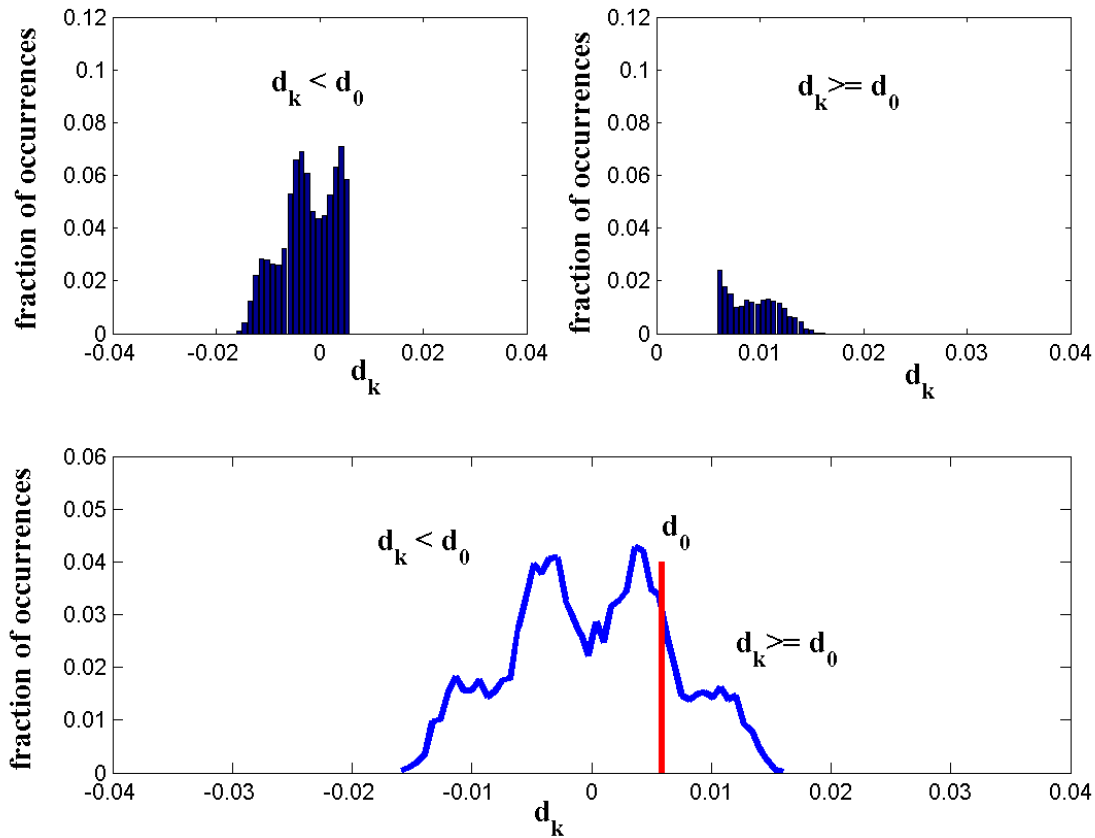 0.12
0.1
0.08
0.06
0.04
0.02
0
-0.04 -0.02 0 0.02 0.04
fraction of occurrences
d_k < d_0
d_k
0.12
0.1
0.08
0.06
0.04
0.02
0
0 0.01 0.02 0.03 0.04
fraction of occurrences
d_k >= d_0
d_k
0.06
0.05
0.04
0.03
0.02
0.01
0
-0.04 -0.03 -0.02 -0.01 0 0.01 0.02 0.03 0.04
fraction of occurrences
d_k < d_0
d_0
d_k >= d_0
d_k